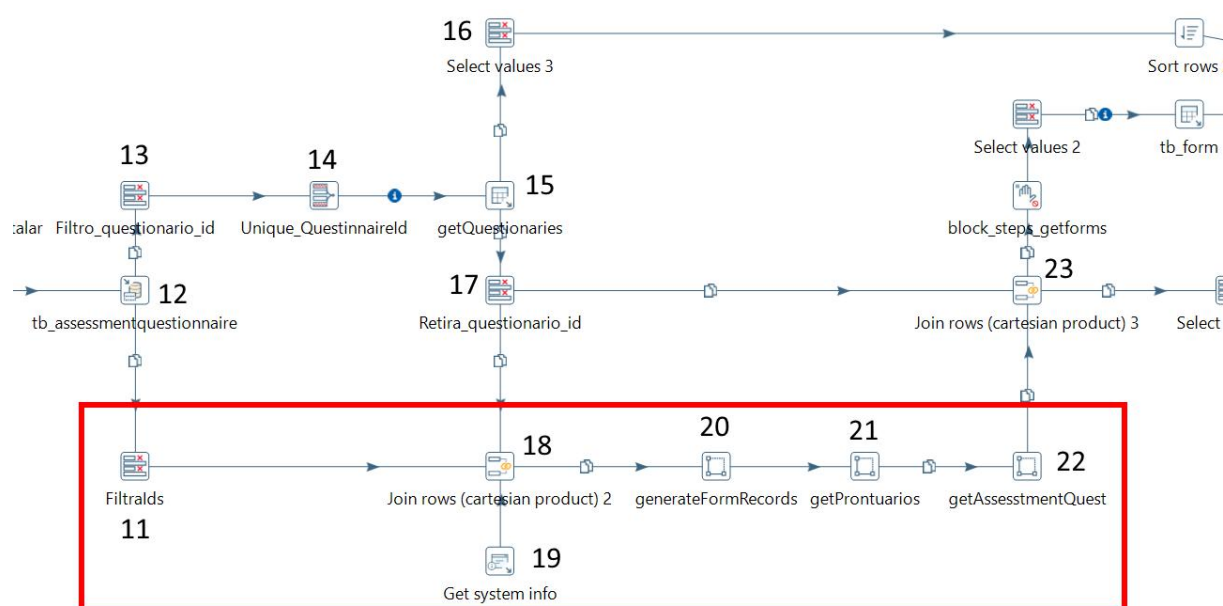 16
Select values 3
Sort rows
13
14
15
Select values 2
tb_form
calar Filtro_questionario_id Unique_QuestinnaireId getQuestionaries
block_steps_getforms
12
17
23
tb_assessmentquestionnaire
Retira_questionario_id
Join rows (cartesian product) 3
Select
18
20
21
22
FiltraIds
Join rows (cartesian product) 2
generateFormRecords
getProntuarios
getAssesstmentQuest
11
19
Get system info